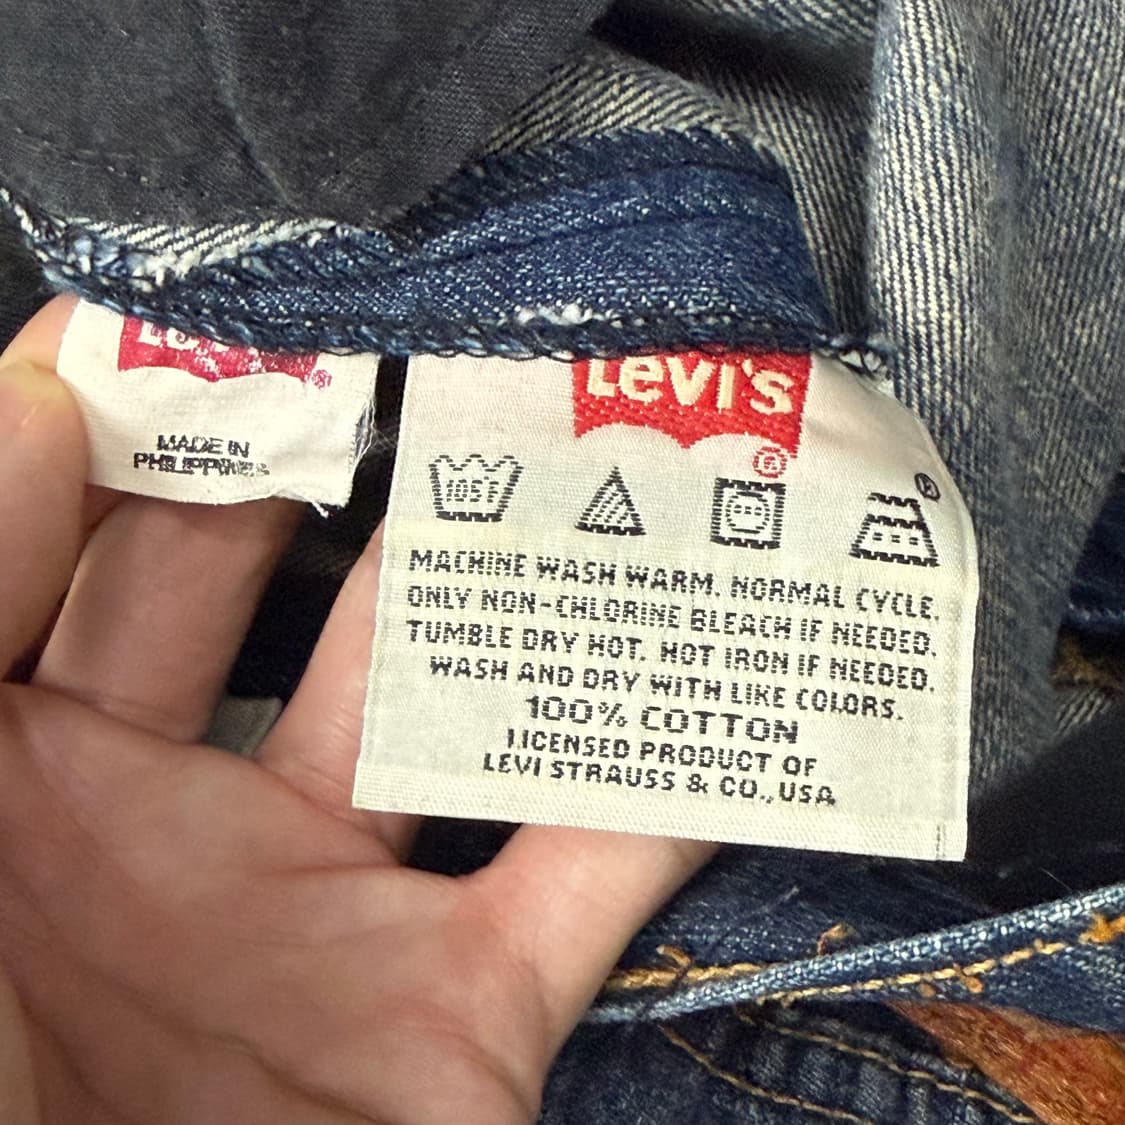 MADE IN
PHILIPPINES
Levi's
®
105°F
®
MACHINE WASH WARM. NORMAL CYCLE.
ONLY NON-CHLORINE BLEACH IF NEEDED.
TUMBLE DRY HOT. HOT IRON IF NEEDED.
WASH AND DRY WITH LIKE COLORS.
100% COTTON
LICENSED PRODUCT OF
LEVI STRAUSS & CO., USA